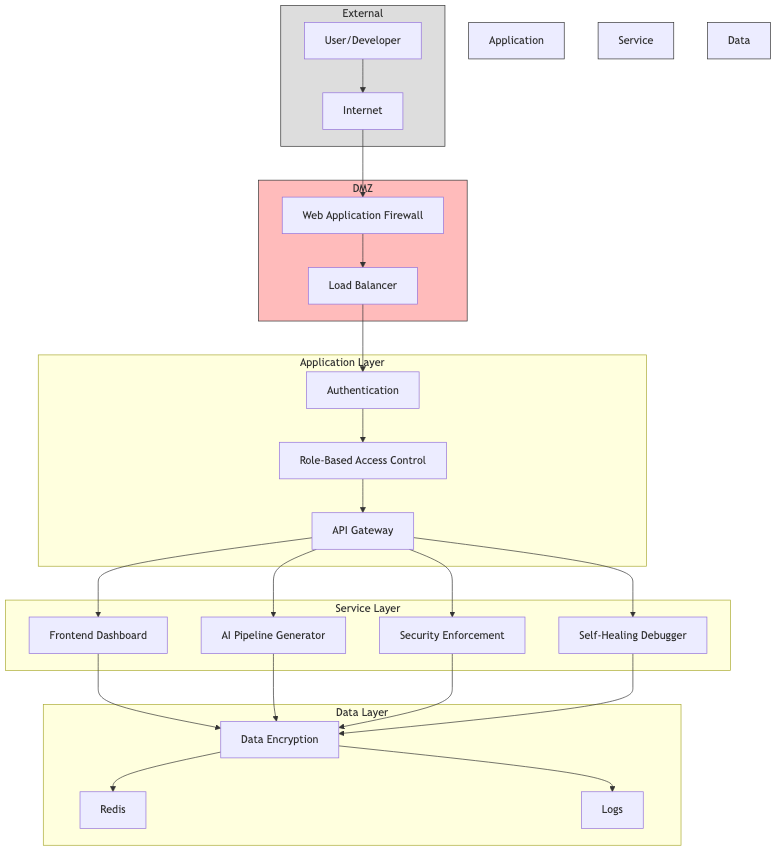 External
User/Developer
Application
Service
Data
Internet
DMZ
Web Application Firewall
Load Balancer
Application Layer
Authentication
Role-Based Access Control
API Gateway
Service Layer
Frontend Dashboard
AI Pipeline Generator
Security Enforcement
Self-Healing Debugger
Data Layer
Data Encryption
Redis
Logs